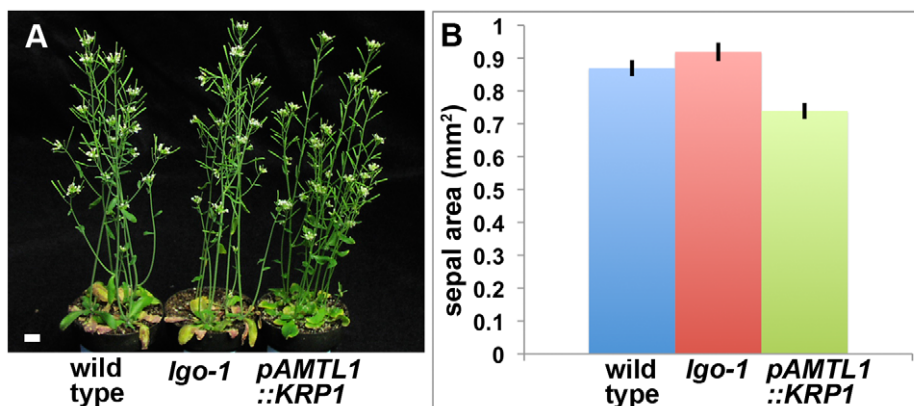 A
wild
type
lgo-1
pAMTL1
::KRP1
B
sepal area (mm²)
1
0.9
0.8
0.7
0.6
0.5
0.4
0.3
0.2
0.1
0
wild
type
lgo-1
pAMTL1
::KRP1